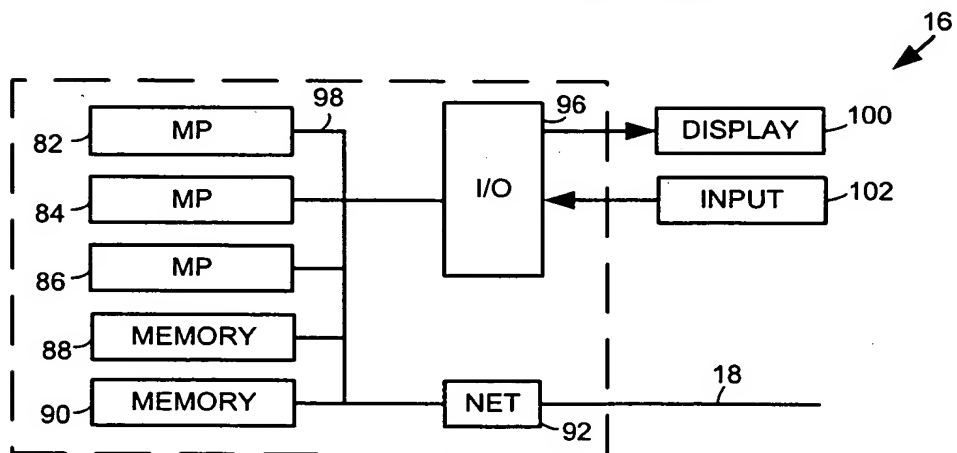 16
98
96
82
MP
DISPLAY
100
84
MP
I/O
INPUT
102
86
MP
88
MEMORY
18
90
MEMORY
NET
92